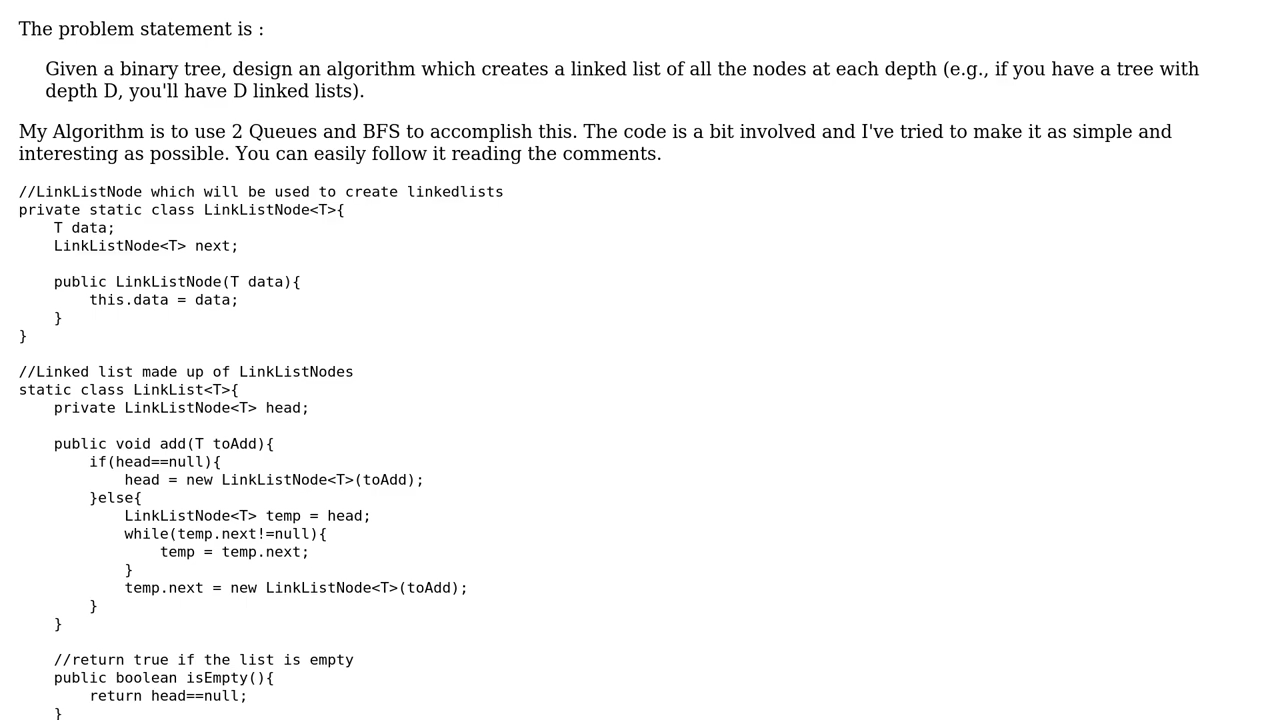 The problem statement is :
Given a binary tree, design an algorithm which creates a linked list of all the nodes at each depth (e.g., if you have a tree with
depth D, you'll have D linked lists).
My Algorithm is to use 2 Queues and BFS to accomplish this. The code is a bit involved and I've tried to make it as simple and
interesting as possible. You can easily follow it reading the comments.
//LinkListNode which will be used to create linkedlists
private static class LinkListNode<T>{
    T data;
    LinkListNode<T> next;

    public LinkListNode(T data){
        this.data = data;
    }
}

//Linked list made up of LinkListNodes
static class LinkList<T>{
    private LinkListNode<T> head;

    public void add(T toAdd){
        if(head==null){
            head = new LinkListNode<T>(toAdd);
        }else{
            LinkListNode<T> temp = head;
            while(temp.next!=null){
                temp = temp.next;
            }
            temp.next = new LinkListNode<T>(toAdd);
        }
    }

    //return true if the list is empty
    public boolean isEmpty(){
        return head==null;
    }